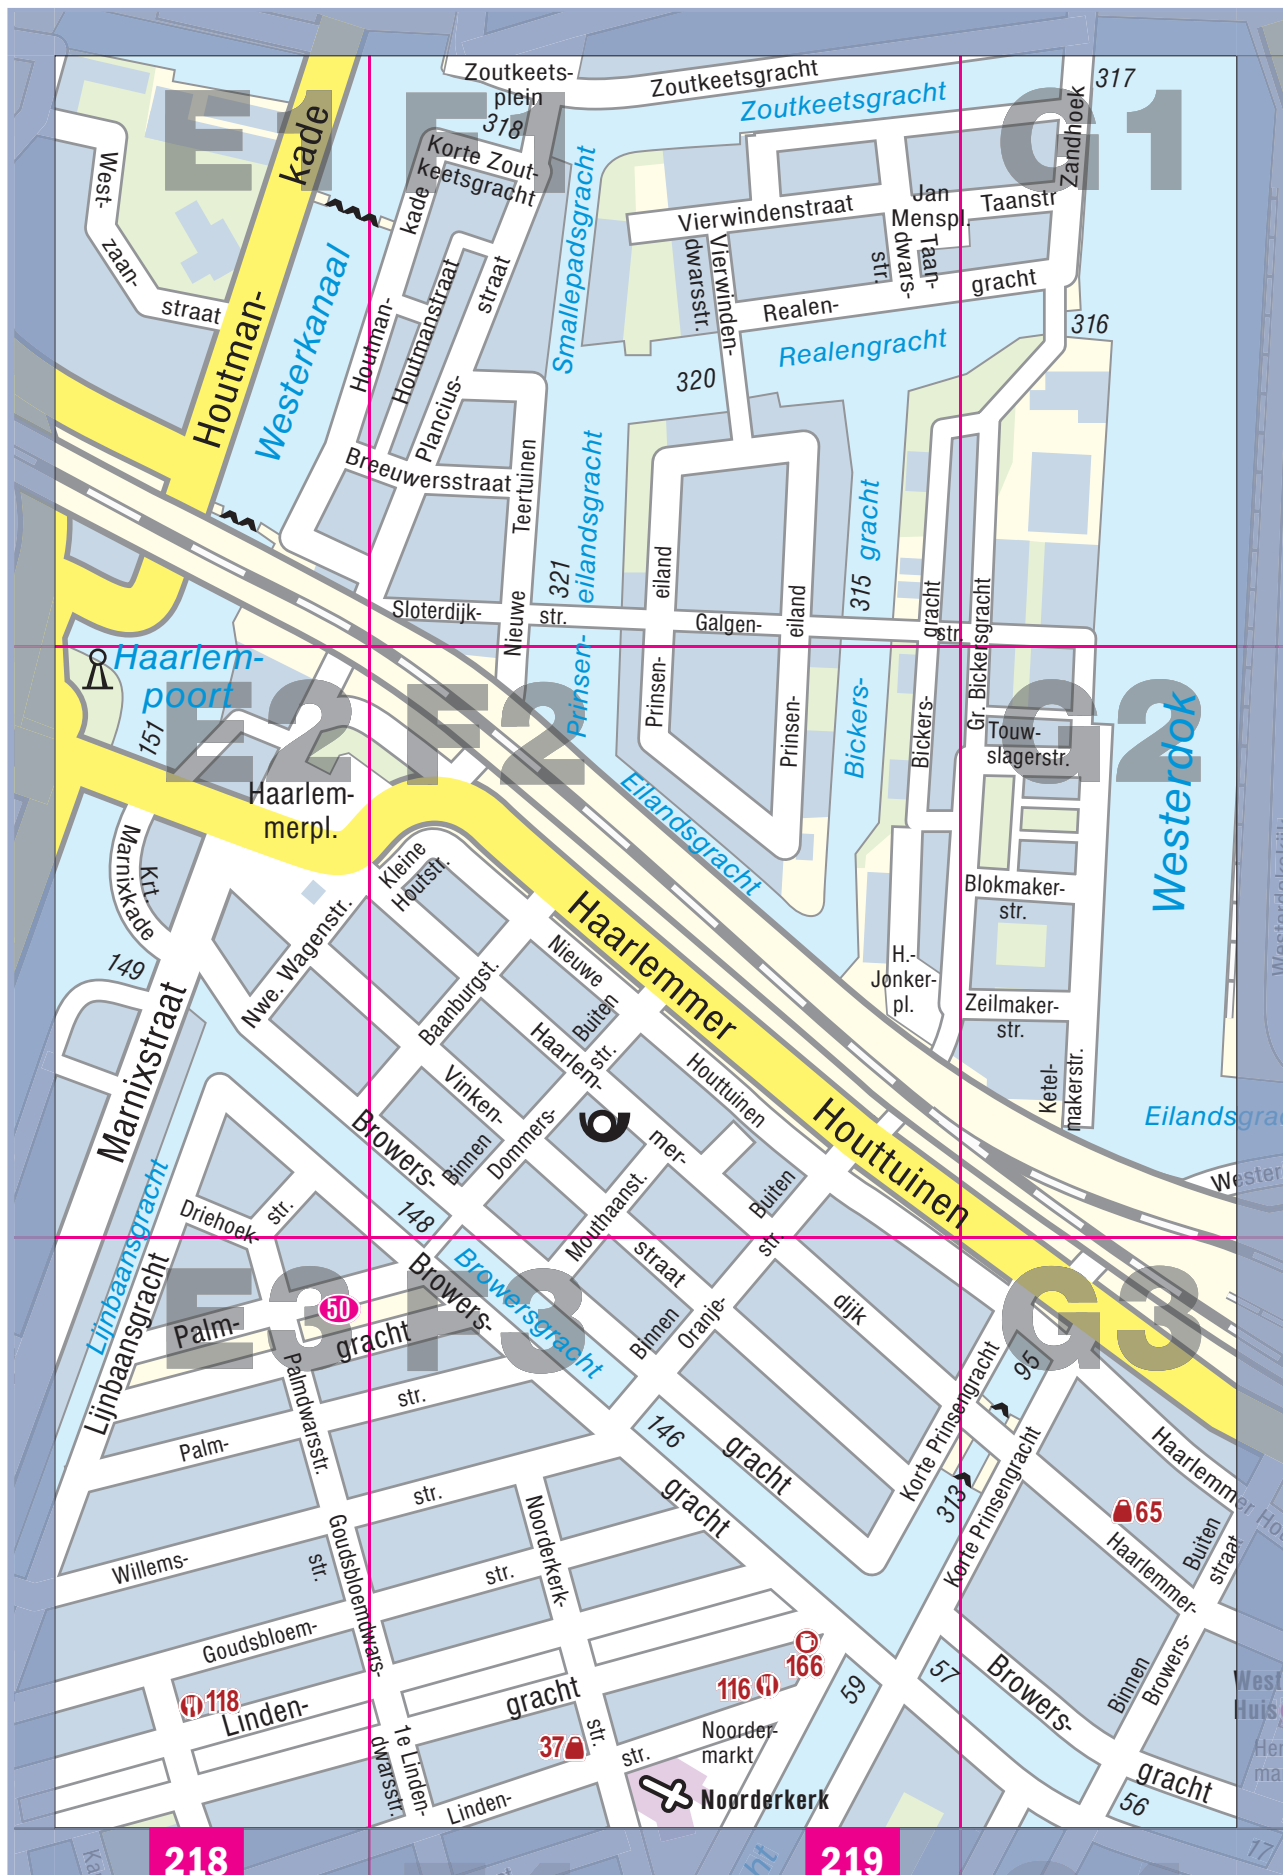 Zoutkeets-
plein
Zoutkeetsgracht
Zoutkeetsgracht
317
318
E1
F1
G1
kade
Korte Zout-
keetsgracht
Zandhoek
West-
zaan-
straat
kade
Smallepadsgracht
Vierwindenstraat
Jan
Menspl.
Taanstr
Vierwinden-
dwarsstr.
Taan-
dwars-
str.
Realen-
gracht
316
Houtman-
Westerkanaal
Houtman-
Houtmanstraat
Plancius-
straat
Realengracht
320
Breeuwersstraat
Nieuwe
Teertuinen
Prinsen-
eilandsgracht
321
Sloterdijk-
str.
Galgen-
str.
Prinsen-
eiland
Prinsen-
eiland
315
Bickers-
gracht
Bickers-
gracht
Gr. Bickersgracht
Haarlem-
poort
151
E2
F2
G2
Haarlem-
merpl.
Touw-
slagerstr.
Westerdok
Eilandsgracht
Krt.
Marnixkade
149
Kleine
Houtstr.
Nwe. Wagenstr.
Blokmaker-
str.
H.-
Jonker-
pl.
Zeilmaker-
str.
Ketel-
makerstr.
Marnixstraat
Baanburgst.
Nieuwe
Houttuinen
Haarlemmer
Houttuinen
Buiten
str.
Haarlem-
mer-
dijk
Vinken-
straat
Binnen
Dommers-
Browers-
148
Mouthaanst.
Buiten
str.
Binnen
Oranje-
Eilandsgrac
Wester
Lijnbaansgracht
Lijnbaansgracht
Driehoek-
str.
E3
F3
G3
Browers-
Browersgracht
50
Palm-
gracht
Palmdwarsstr.
Palm-
str.
95
Korte Prinsengracht
Korte Prinsengracht
313
146
gracht
gracht
Haarlemmer Hou
65
Buiten
straat
Haarlemmer-
Willems-
str.
Noorderkerk-
str.
Goudsbloemdwars-
str.
Goudsbloem-
str.
118
Linden-
gracht
166
116
59
57
Browers-
gracht
Binnen
Browers-
37
Noorder-
markt
Noorderkerk
1e Linden-
dwarsstr.
Linden-
str.
56
West
Huis
Her
ma
17
218
219